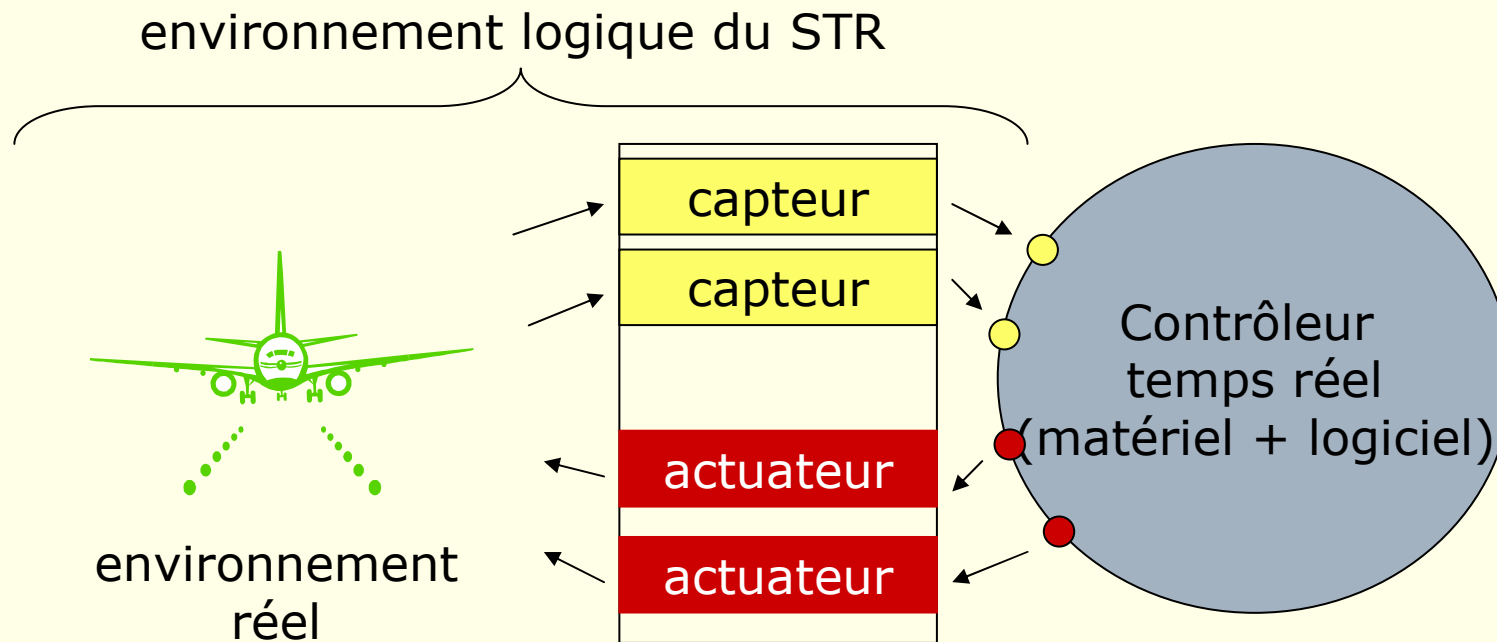 environnement logique du STR
capteur
capteur
Contrôleur
temps réel
(matériel + logiciel)
actuateur
actuateur
environnement
réel